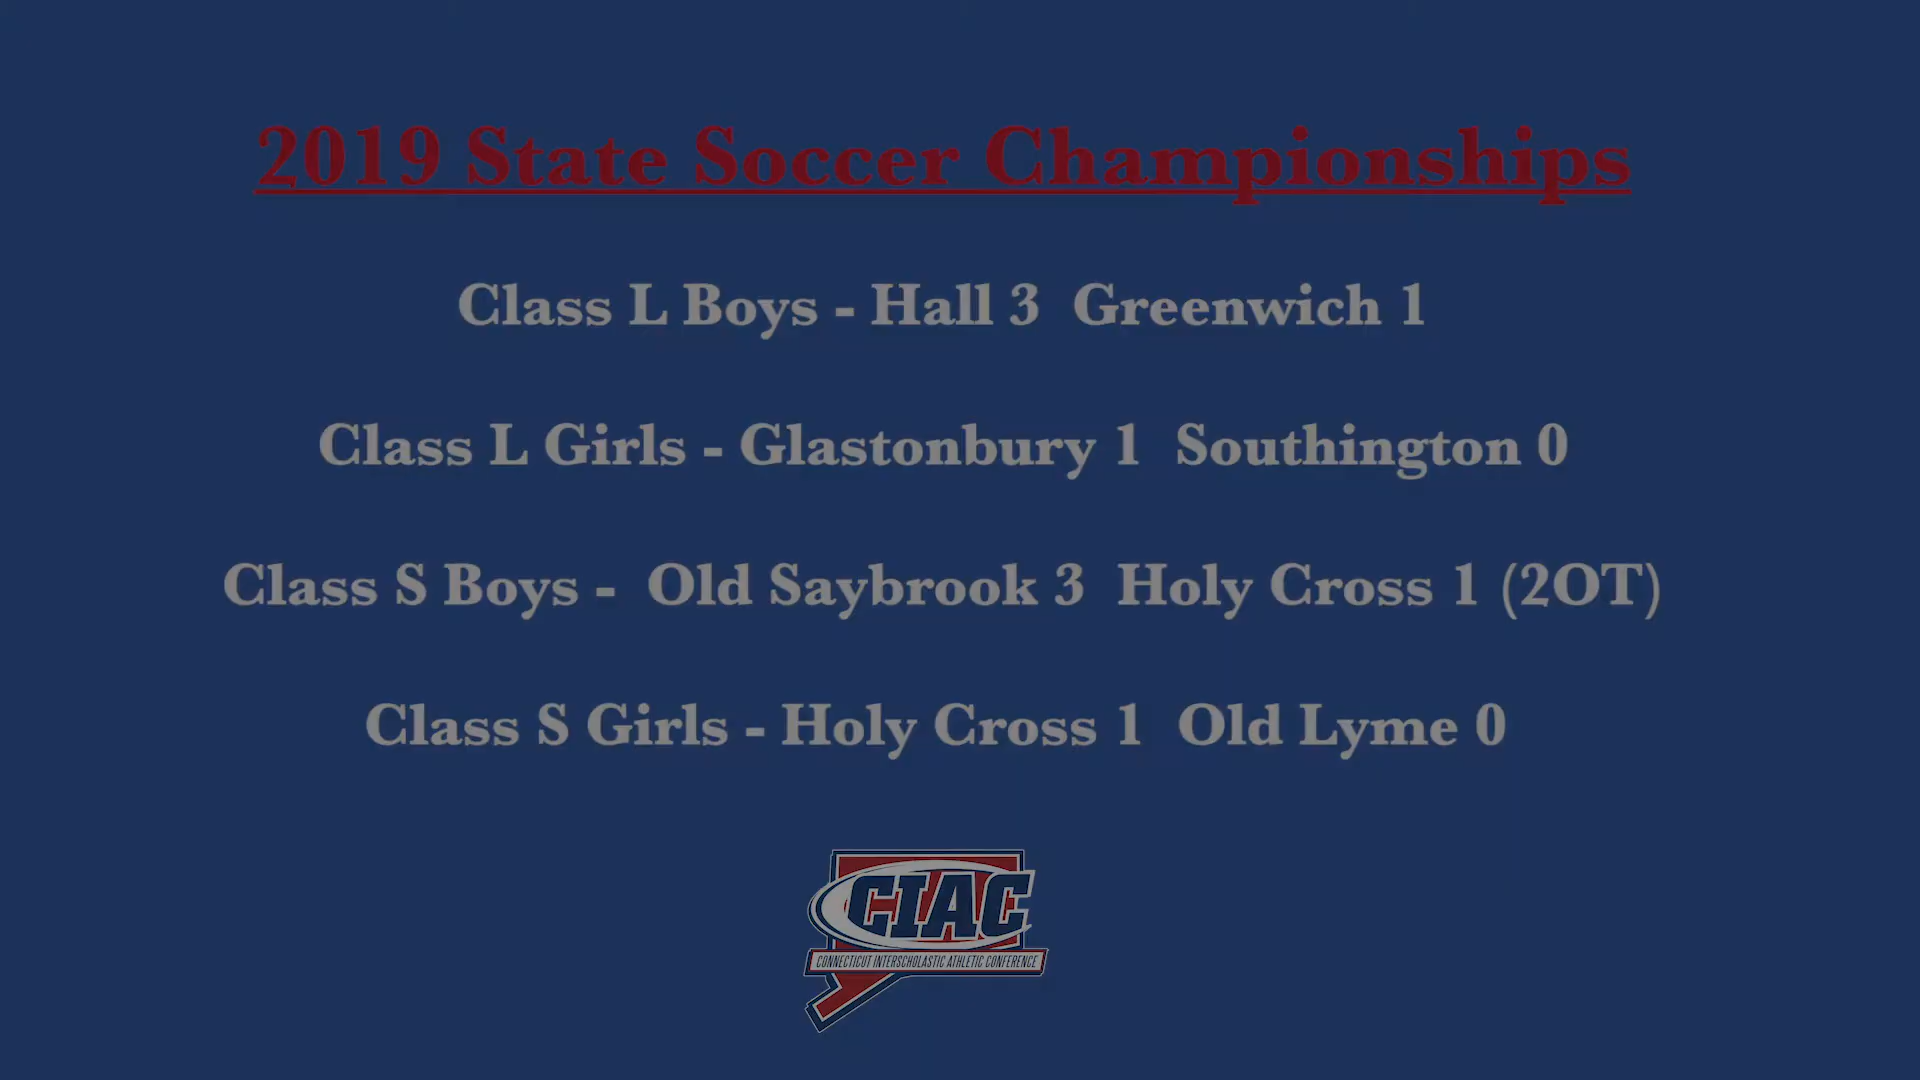 2019 State Soccer Championships
Class L Boys - Hall 3  Greenwich 1
Class L Girls - Glastonbury 1  Southington 0
Class S Boys -  Old Saybrook 3  Holy Cross 1 (2OT)
Class S Girls - Holy Cross 1  Old Lyme 0
CIAC
CONNECTICUT INTERSCHOLASTIC ATHLETIC CONFERENCE